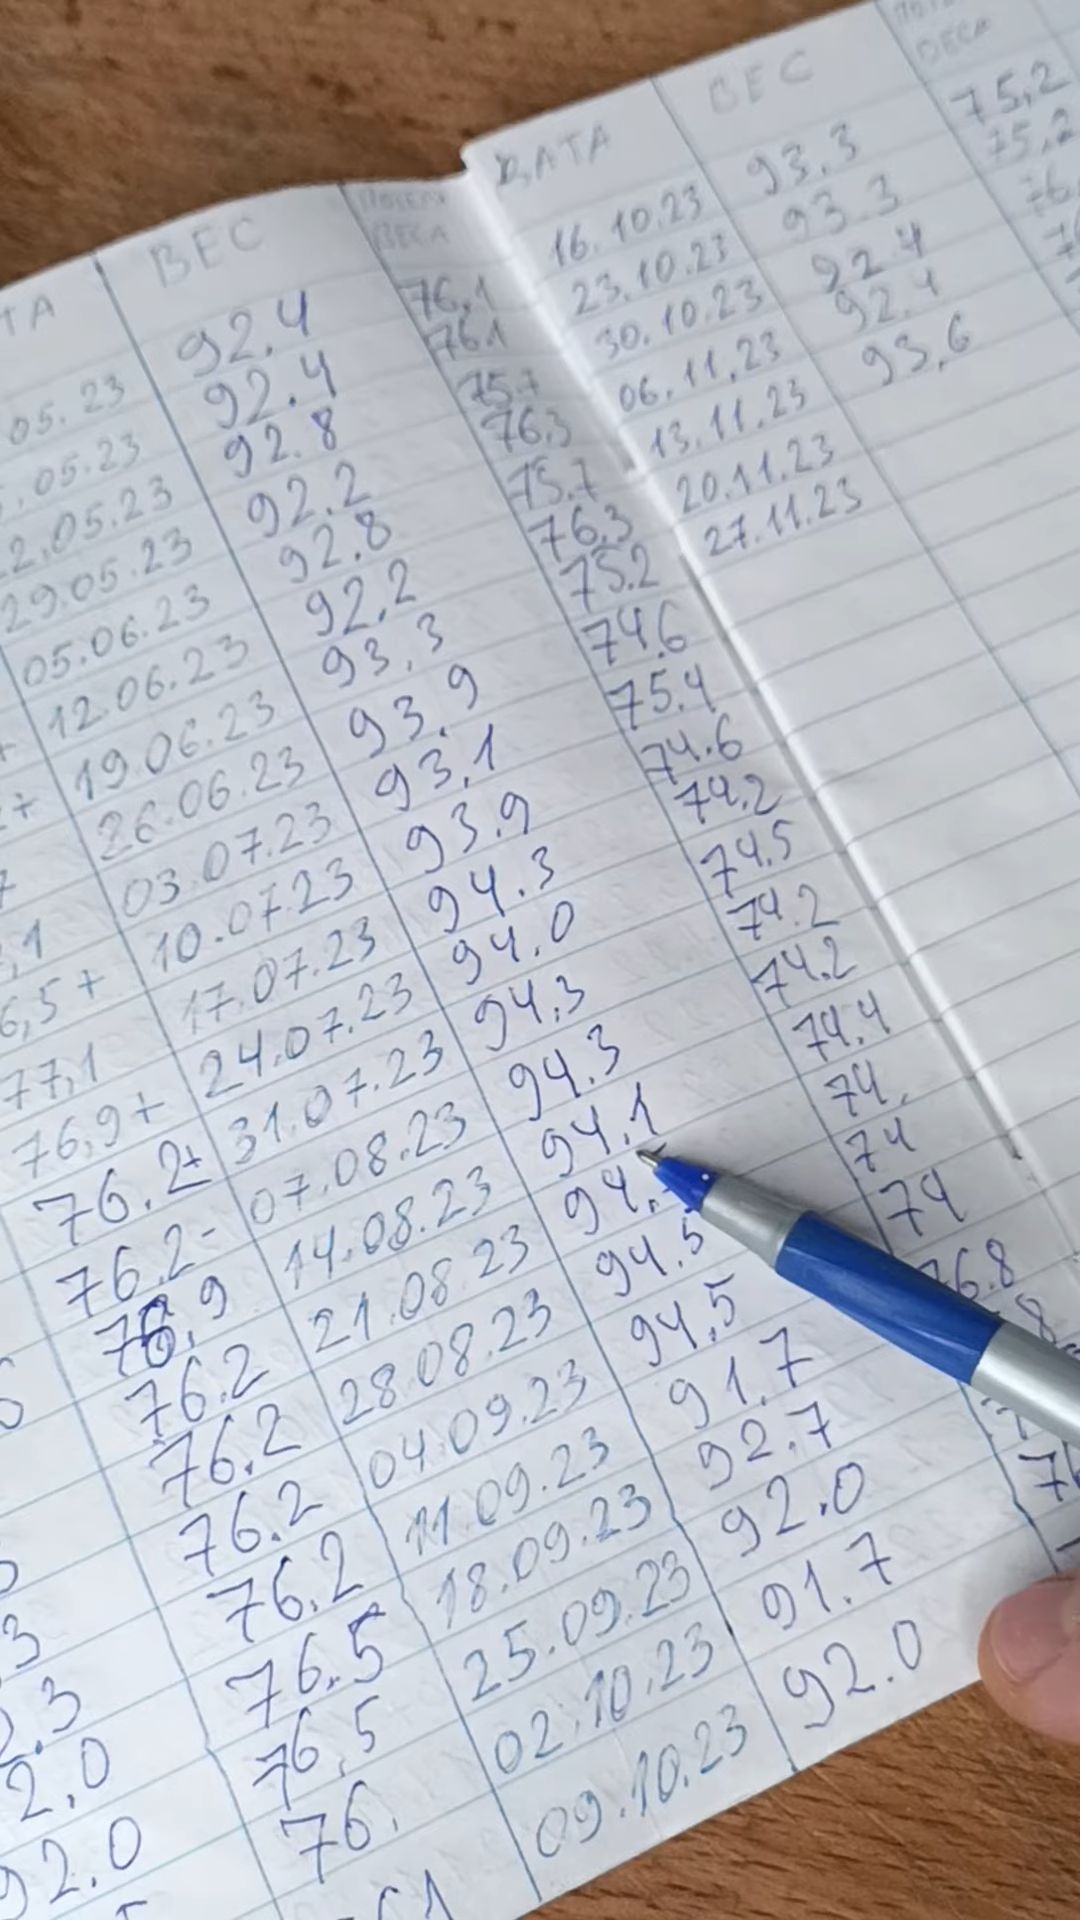 ТА ВЕС ПОТЕРЯ
ВЕСА
05.23 92.4 76,1
.05.23 92.4 76.1
2.05.23 92.8 75.7
29.05.23 92.2 76.3
05.06.23 92.8 75.7
12.06.23 92.2 76.3
19.06.23 93.3 75.2
26.06.23 93.9 74.6
03.07.23 93.1 75.4
10.07.23 93.9 74.6
77,1 17.07.23 94.3 74.2
76,9+ 24.07.23 94.0 74.5
76.2+ 31.07.23 94.3 74.2
76.2- 07.08.23 94.3 74.2
76.9 14.08.23 94.1 74.4
76.2 21.08.23 94. 74.
76.2 28.08.23 94.5 74
76.2 04.09.23 94.5 74
76.2 11.09.23 91.7 76.8
76.5 18.09.23 92.7 8
2,0 76,5 25.09.23 92.0
92.0 76. 02.10.23 91.7
09.10.23 92.0
ДАТА ВЕС ВЕСА
16.10.23 93.3 75,2
23.10.23 93.3 75.2
30.10.23 92.4 76
06.11.23 92.4
13.11.23 93,6
20.11.23
27.11.23